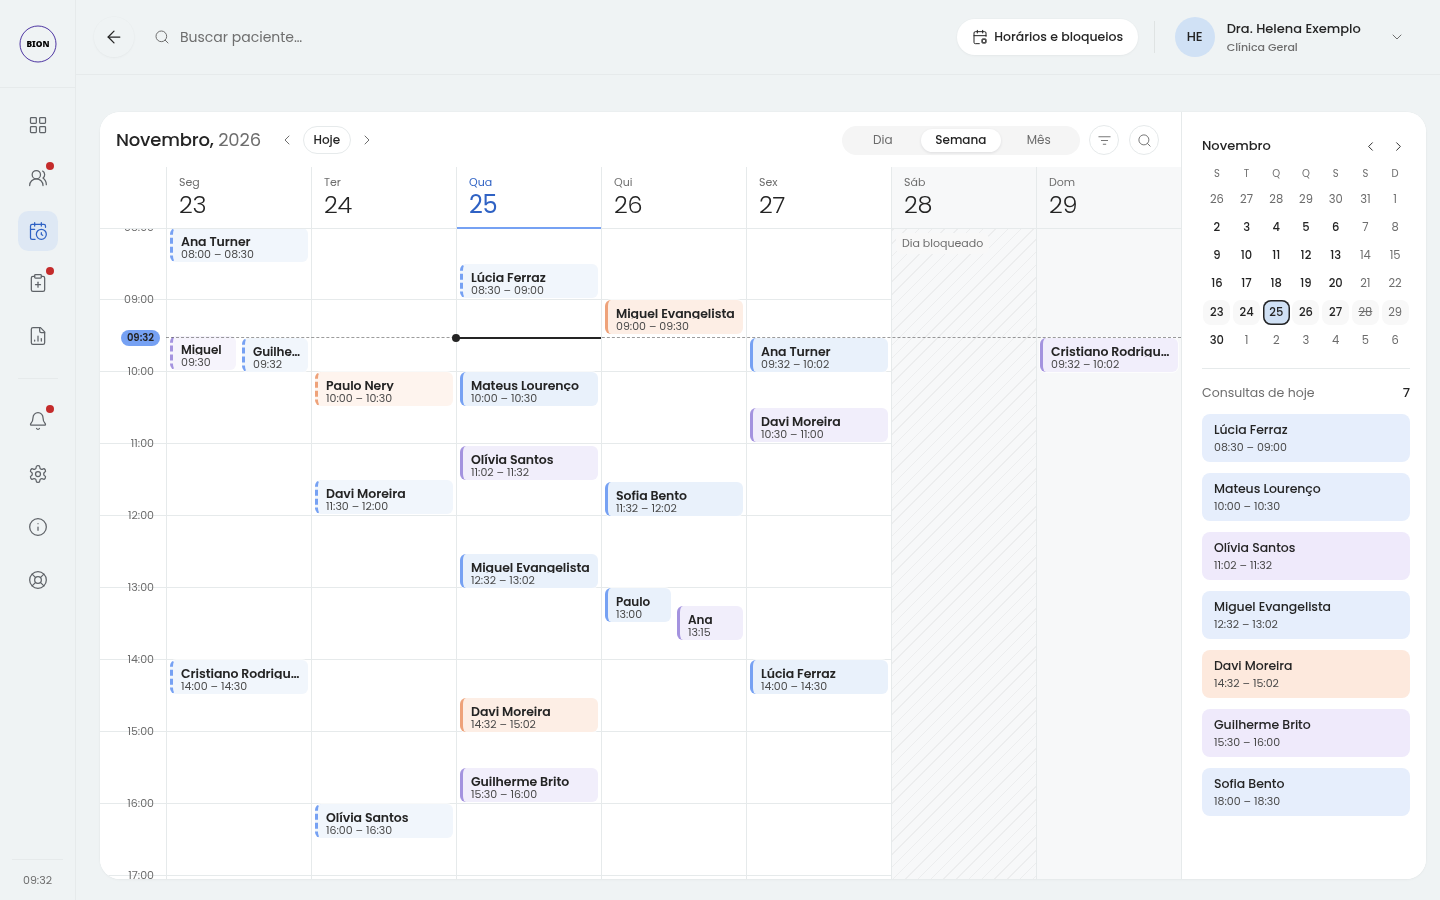 BION
Buscar paciente...
Horários e bloqueios
HE
Dra. Helena Exemplo
Clínica Geral
Novembro, 2026
Hoje
Dia
Semana
Mês
Seg
23
Ter
24
Qua
25
Qui
26
Sex
27
Sáb
28
Dom
29
09:00
09:32
10:00
11:00
12:00
13:00
14:00
15:00
16:00
17:00
Ana Turner
08:00 – 08:30
Miguel
09:30
Guilhe...
09:32
Cristiano Rodrigu...
14:00 – 14:30
Paulo Nery
10:00 – 10:30
Davi Moreira
11:30 – 12:00
Olívia Santos
16:00 – 16:30
Lúcia Ferraz
08:30 – 09:00
Mateus Lourenço
10:00 – 10:30
Olívia Santos
11:02 – 11:32
Miguel Evangelista
12:32 – 13:02
Davi Moreira
14:32 – 15:02
Guilherme Brito
15:30 – 16:00
Miguel Evangelista
09:00 – 09:30
Sofia Bento
11:32 – 12:02
Paulo
13:00
Ana
13:15
Ana Turner
09:32 – 10:02
Davi Moreira
10:30 – 11:00
Lúcia Ferraz
14:00 – 14:30
Dia bloqueado
Cristiano Rodrigu...
09:32 – 10:02
Novembro
S T Q Q S S D
26 27 28 29 30 31 1
2 3 4 5 6 7 8
9 10 11 12 13 14 15
16 17 18 19 20 21 22
23 24 25 26 27 28 29
30 1 2 3 4 5 6
Consultas de hoje 7
Lúcia Ferraz
08:30 – 09:00
Mateus Lourenço
10:00 – 10:30
Olívia Santos
11:02 – 11:32
Miguel Evangelista
12:32 – 13:02
Davi Moreira
14:32 – 15:02
Guilherme Brito
15:30 – 16:00
Sofia Bento
18:00 – 18:30
09:32